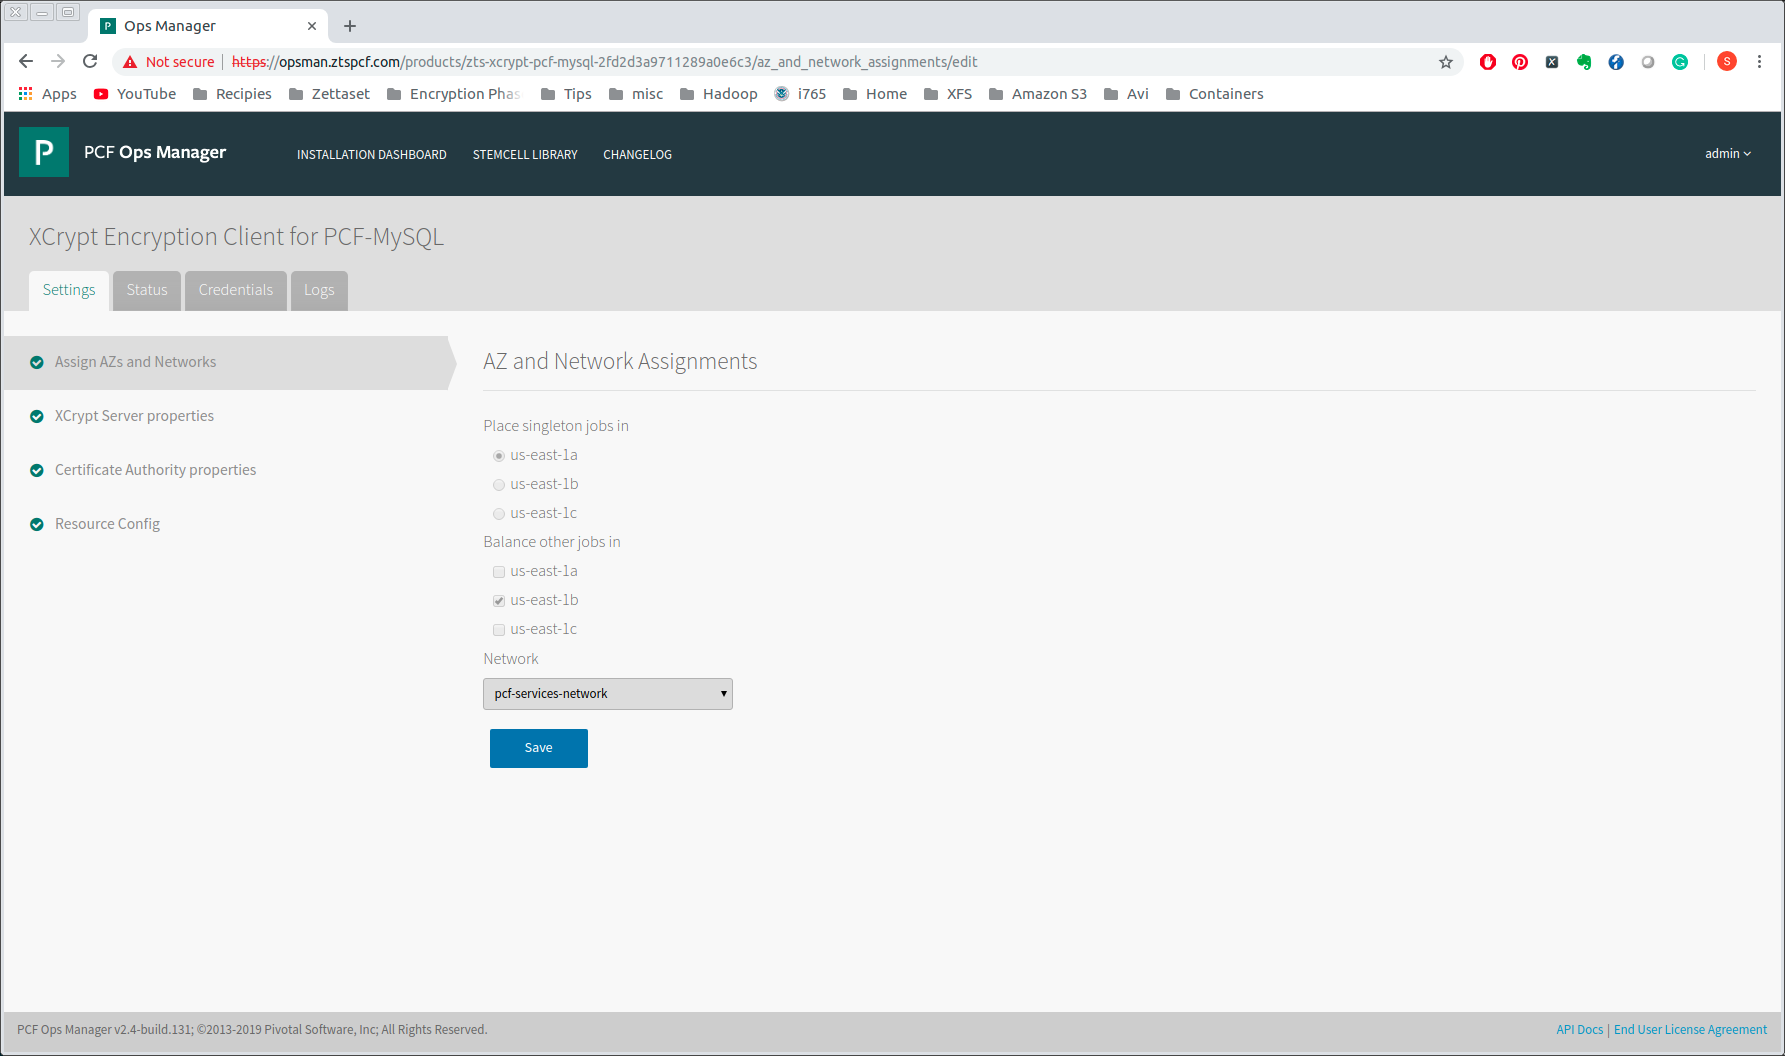 Ops Manager
Not secure https://opsman.ztspcf.com/products/zts-xcrypt-pcf-mysql-2fd2d3a9711289a0e6c3/az_and_network_assignments/edit
Apps YouTube Recipies Zettaset Encryption Phas Tips misc Hadoop i765 Home XFS Amazon S3 Avi Containers
P PCF Ops Manager INSTALLATION DASHBOARD STEMCELL LIBRARY CHANGELOG admin
XCrypt Encryption Client for PCF-MySQL
Settings Status Credentials Logs
Assign AZs and Networks
XCrypt Server properties
Certificate Authority properties
Resource Config
AZ and Network Assignments
Place singleton jobs in
us-east-1a
us-east-1b
us-east-1c
Balance other jobs in
us-east-1a
us-east-1b
us-east-1c
Network
pcf-services-network
Save
PCF Ops Manager v2.4-build.131; ©2013-2019 Pivotal Software, Inc; All Rights Reserved.
API Docs | End User License Agreement